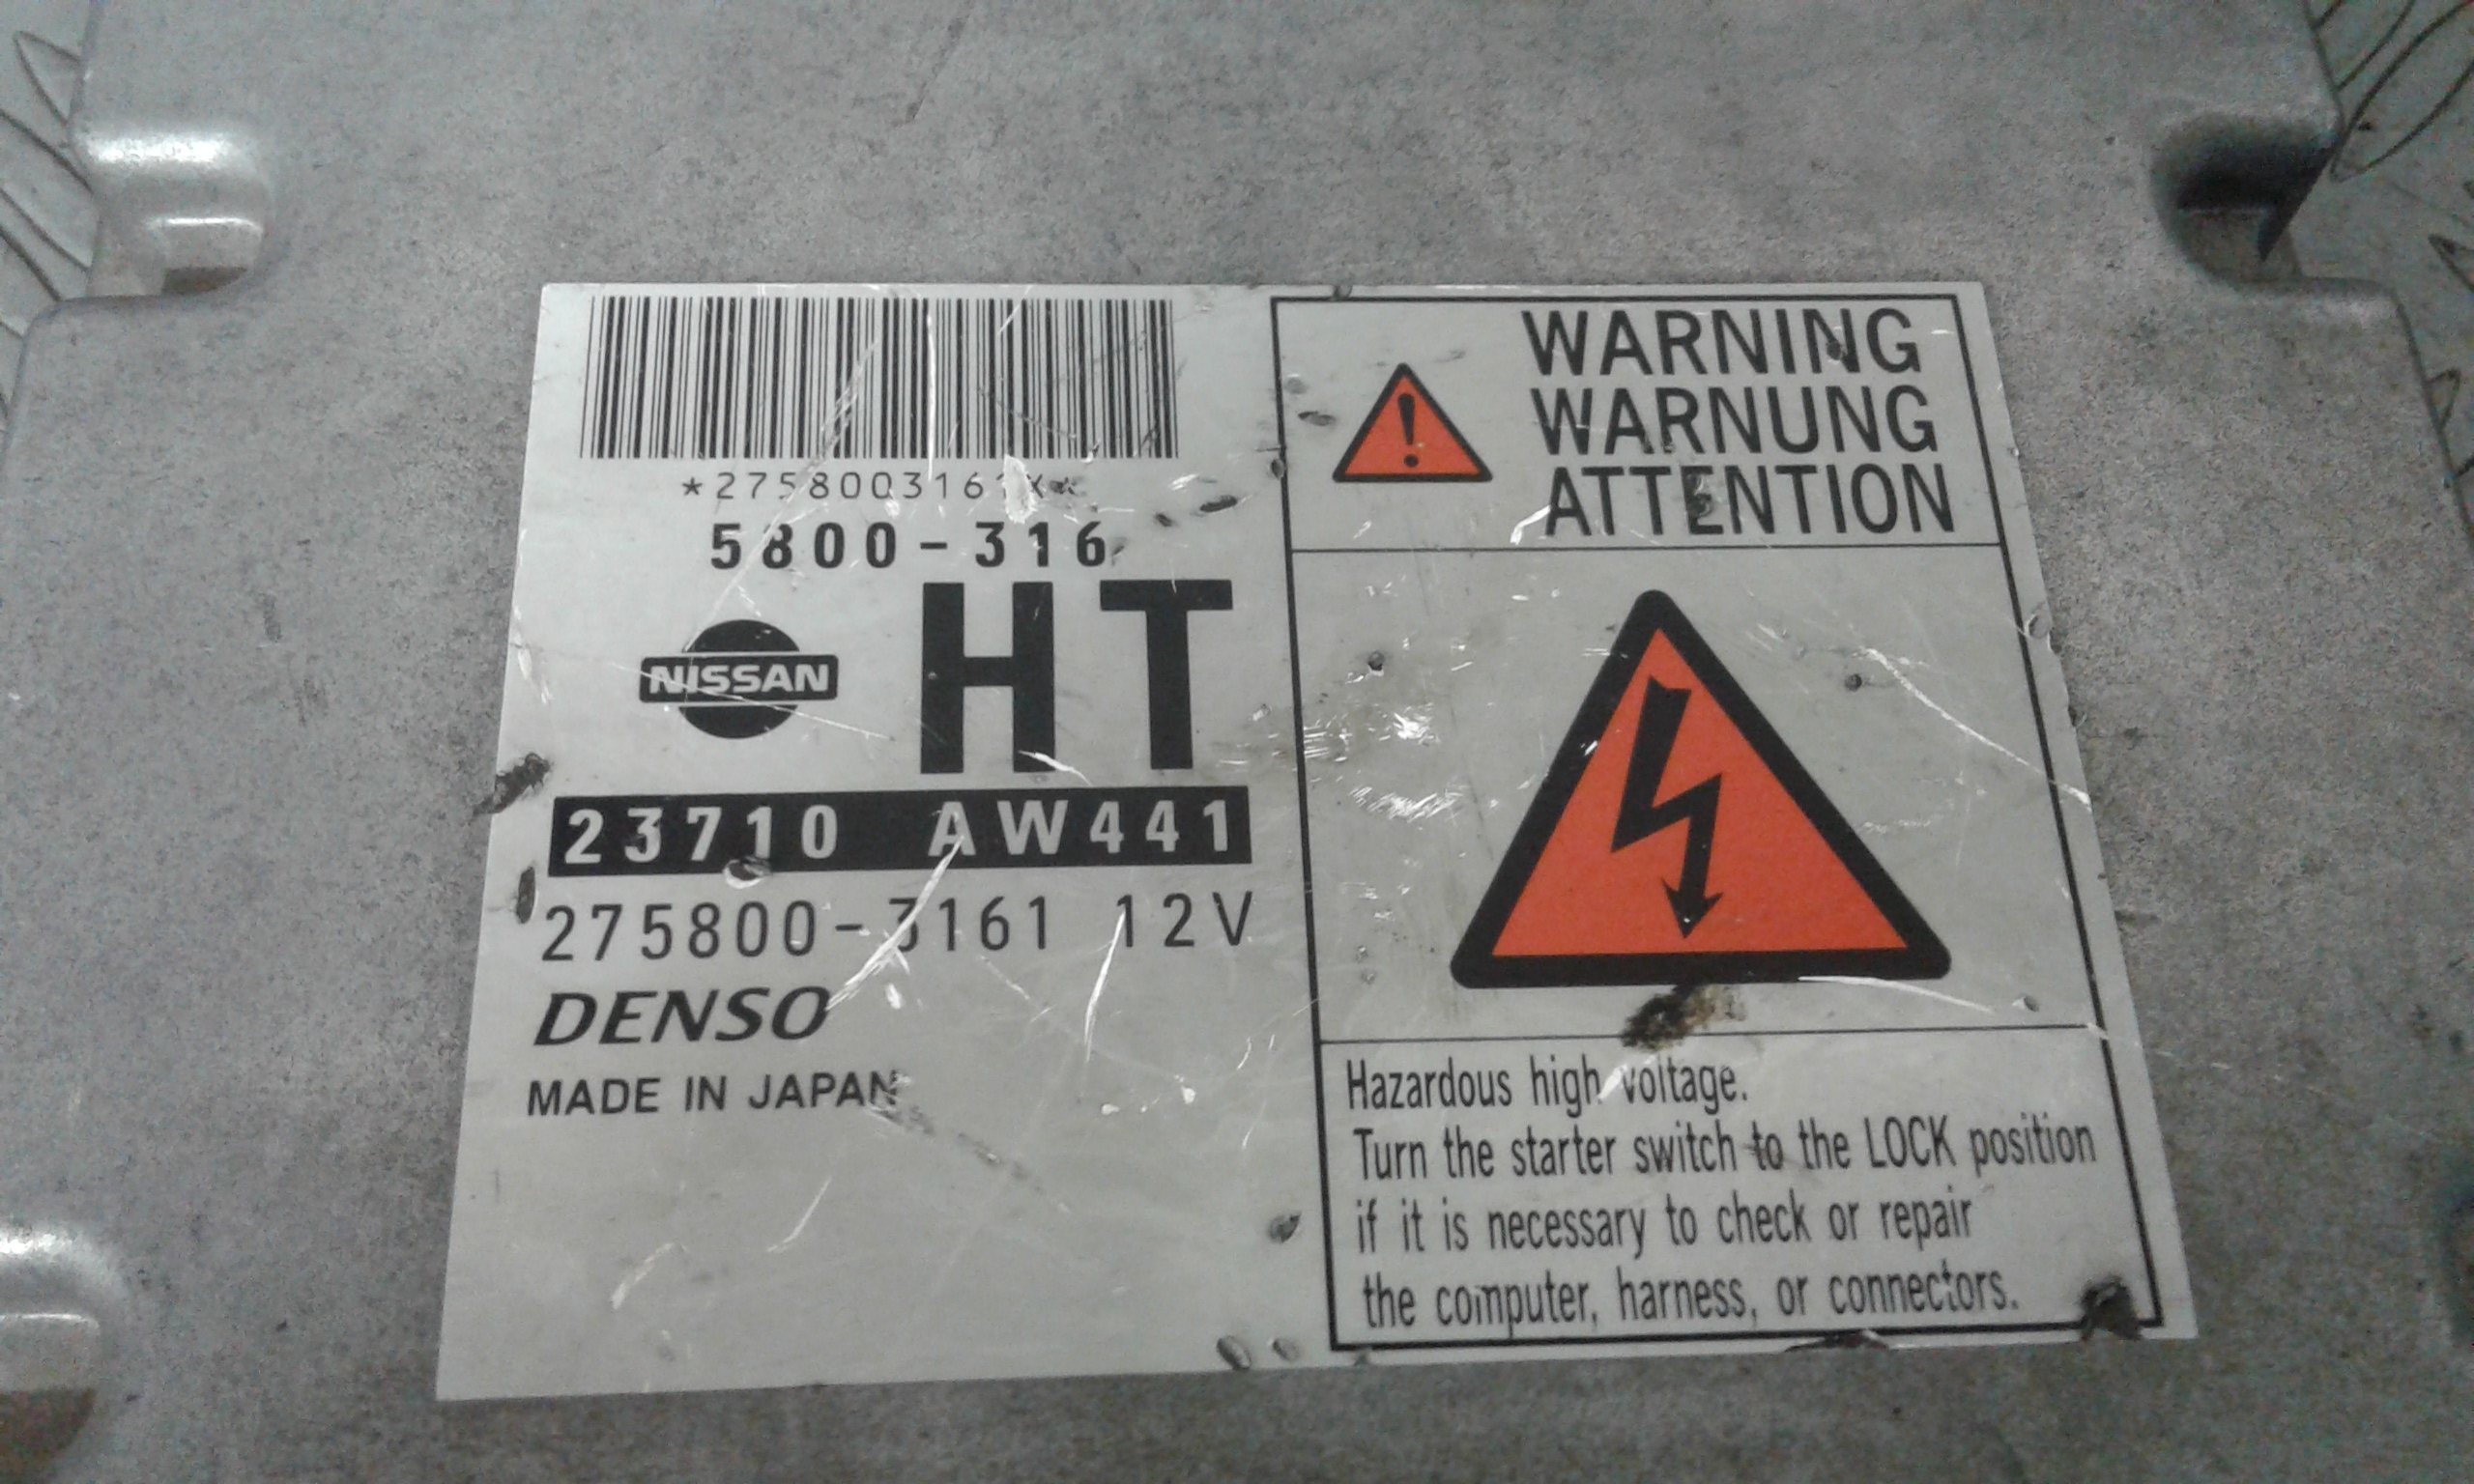 *2758003161X*
5800-316
NISSAN
HT
23710 AW441
275800-3161 12V
DENSO
MADE IN JAPAN
WARNING
WARNUNG
ATTENTION
Hazardous high voltage.
Turn the starter switch to the LOCK position
if it is necessary to check or repair
the computer, harness, or connectors.